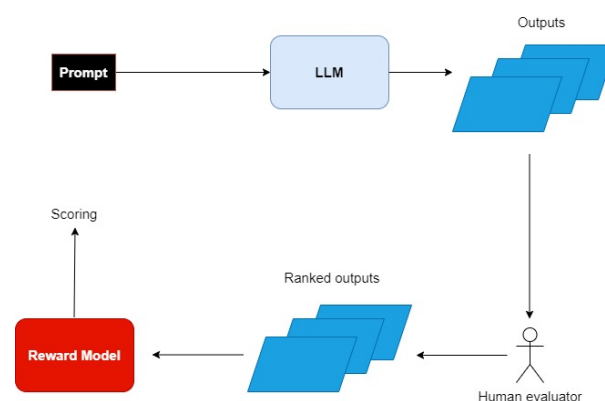 Outputs
Prompt
LLM
Scoring
Ranked outputs
Reward Model
Human evaluator